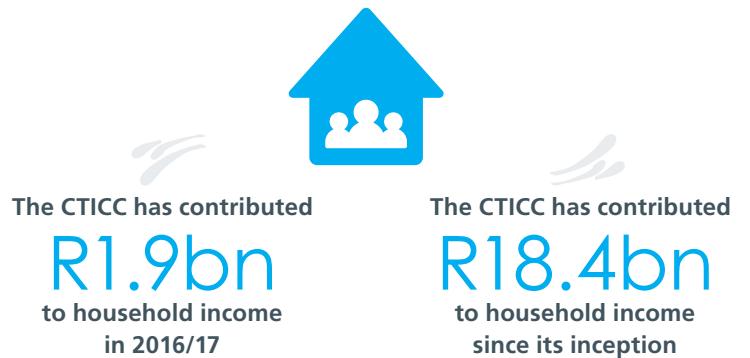 The CTICC has contributed
R1.9bn
to household income
in 2016/17
The CTICC has contributed
R18.4bn
to household income
since its inception